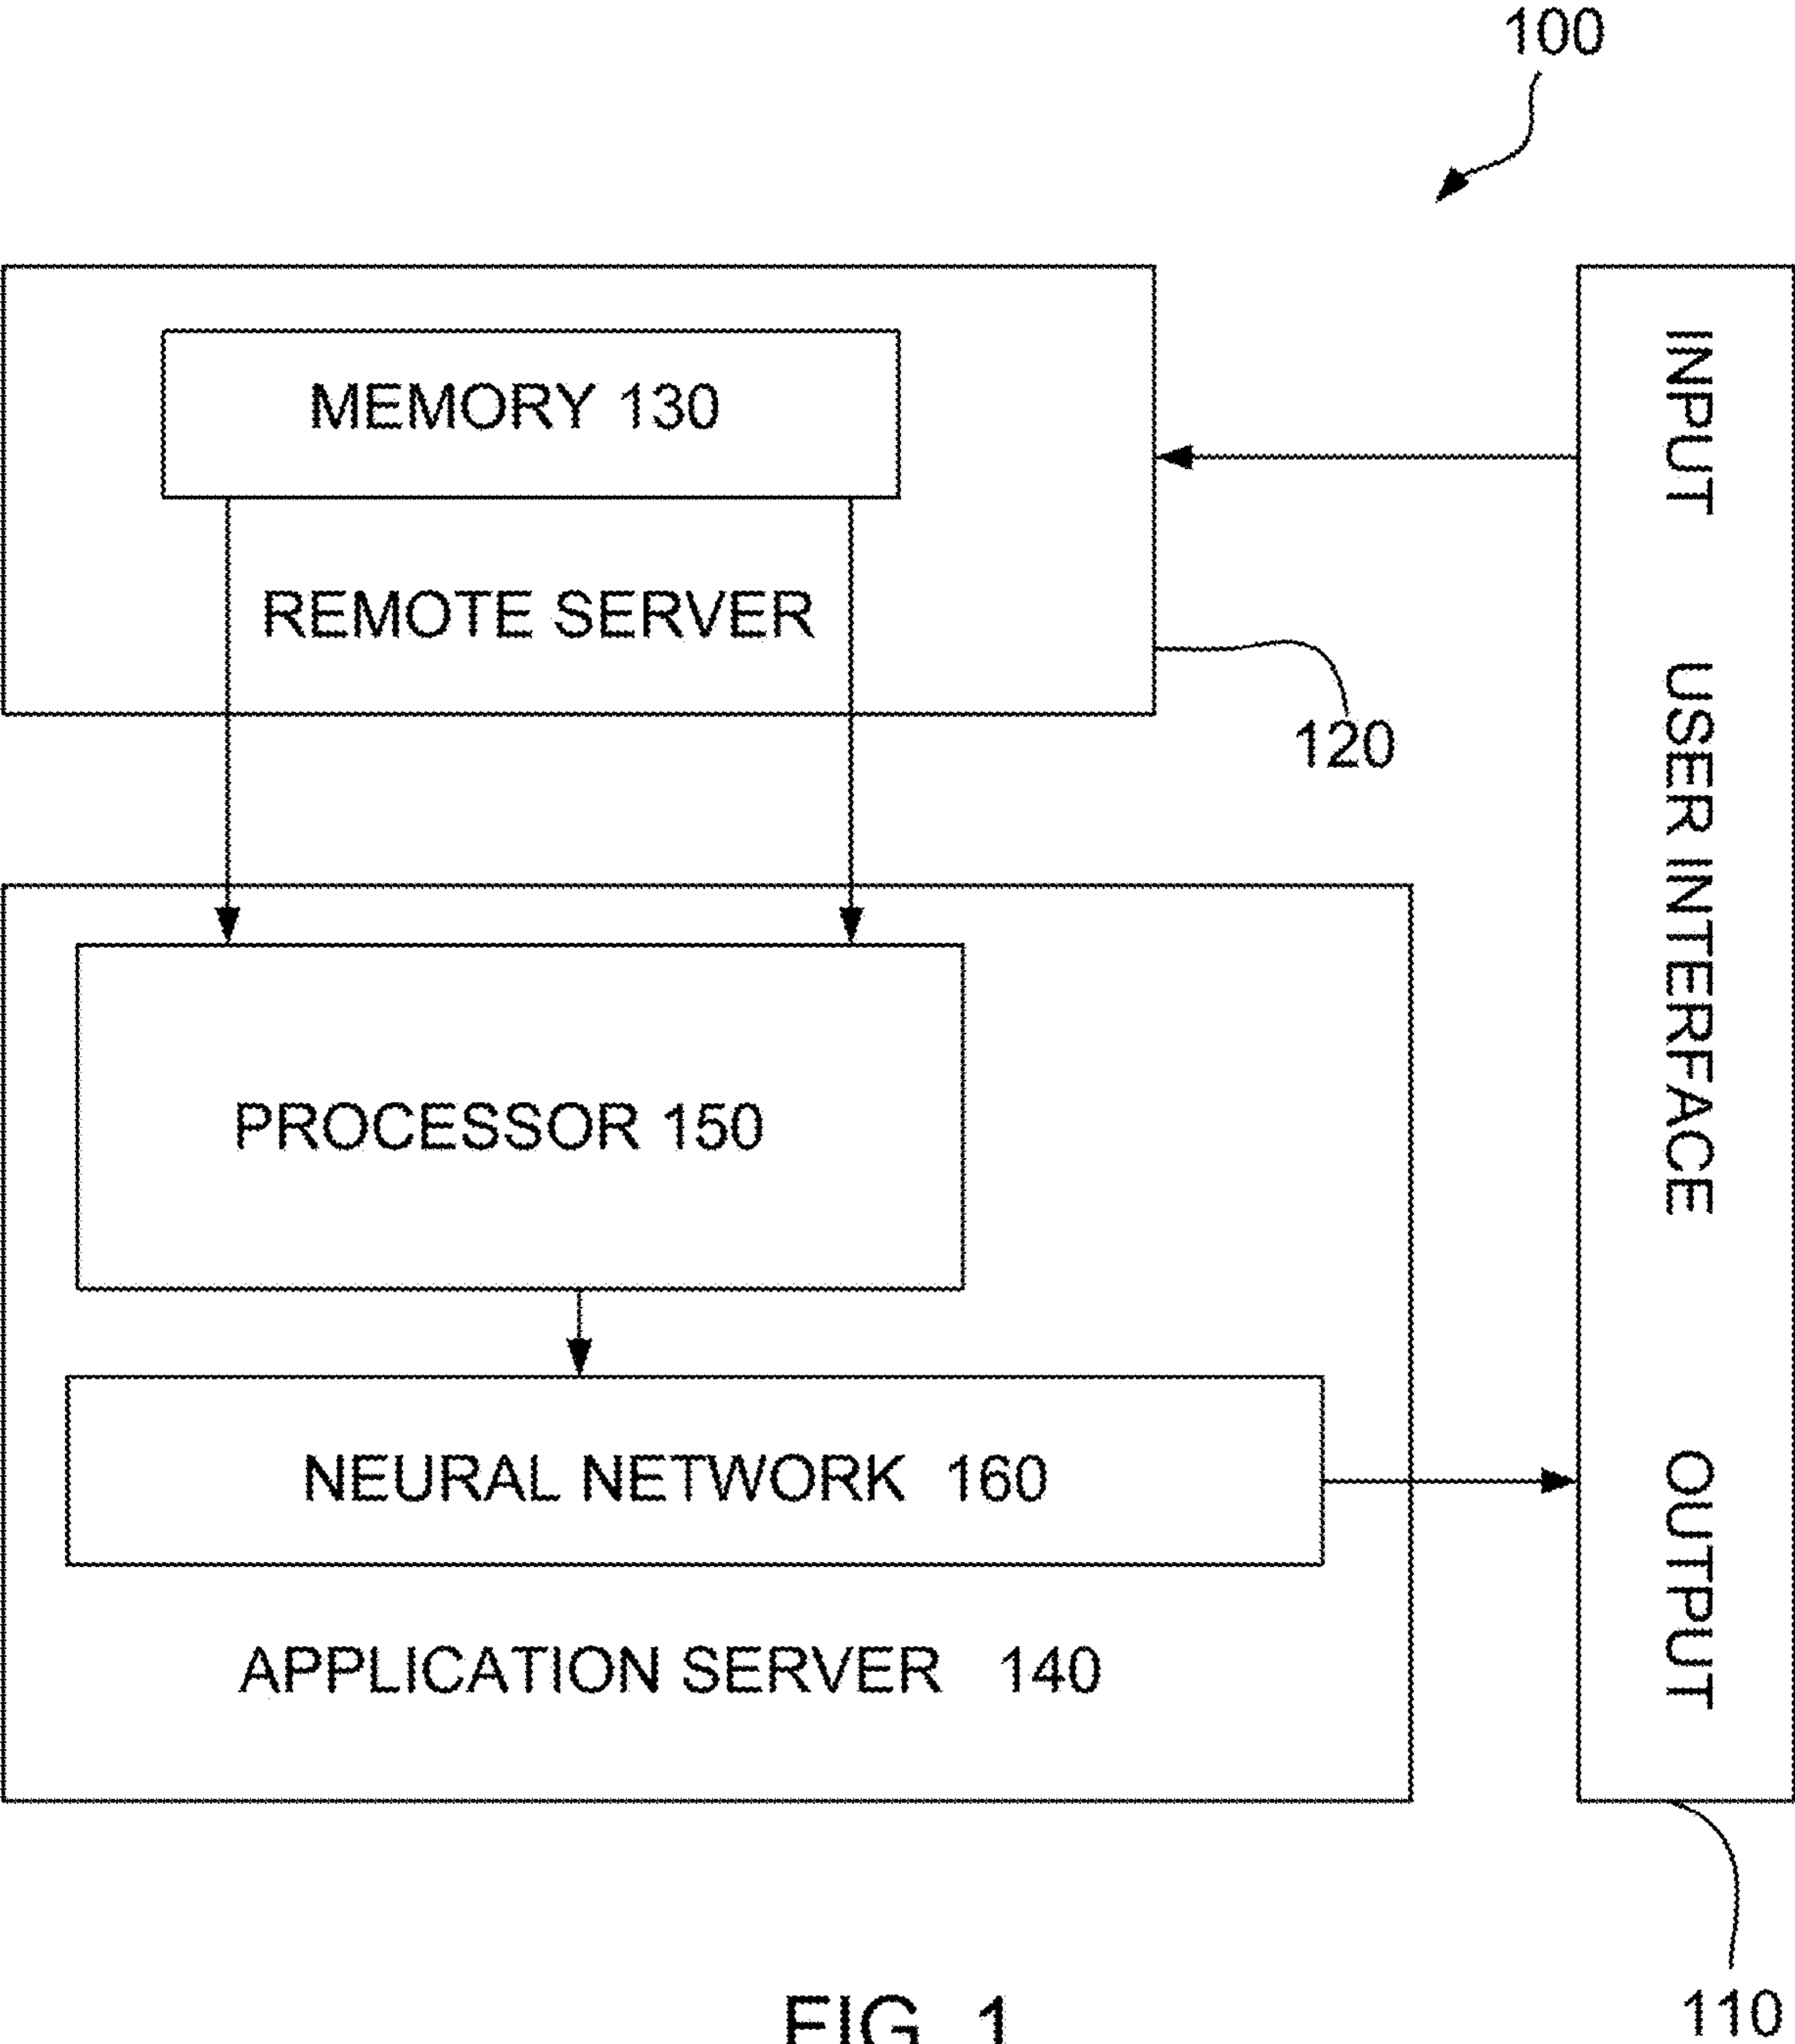 100
MEMORY 130
REMOTE SERVER
120
INPUT USER INTERFACE OUTPUT
PROCESSOR 150
NEURAL NETWORK 160
APPLICATION SERVER 140
110
FIG. 1